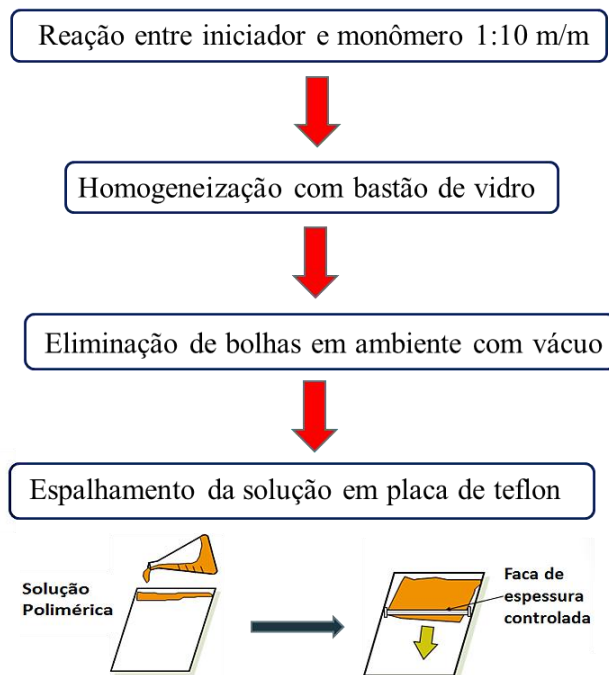 Reação entre iniciador e monômero 1:10 m/m
Homogeneização com bastão de vidro
Eliminação de bolhas em ambiente com vácuo
Espalhamento da solução em placa de teflon
Solução
Polimérica
Faca de
espessura
controlada